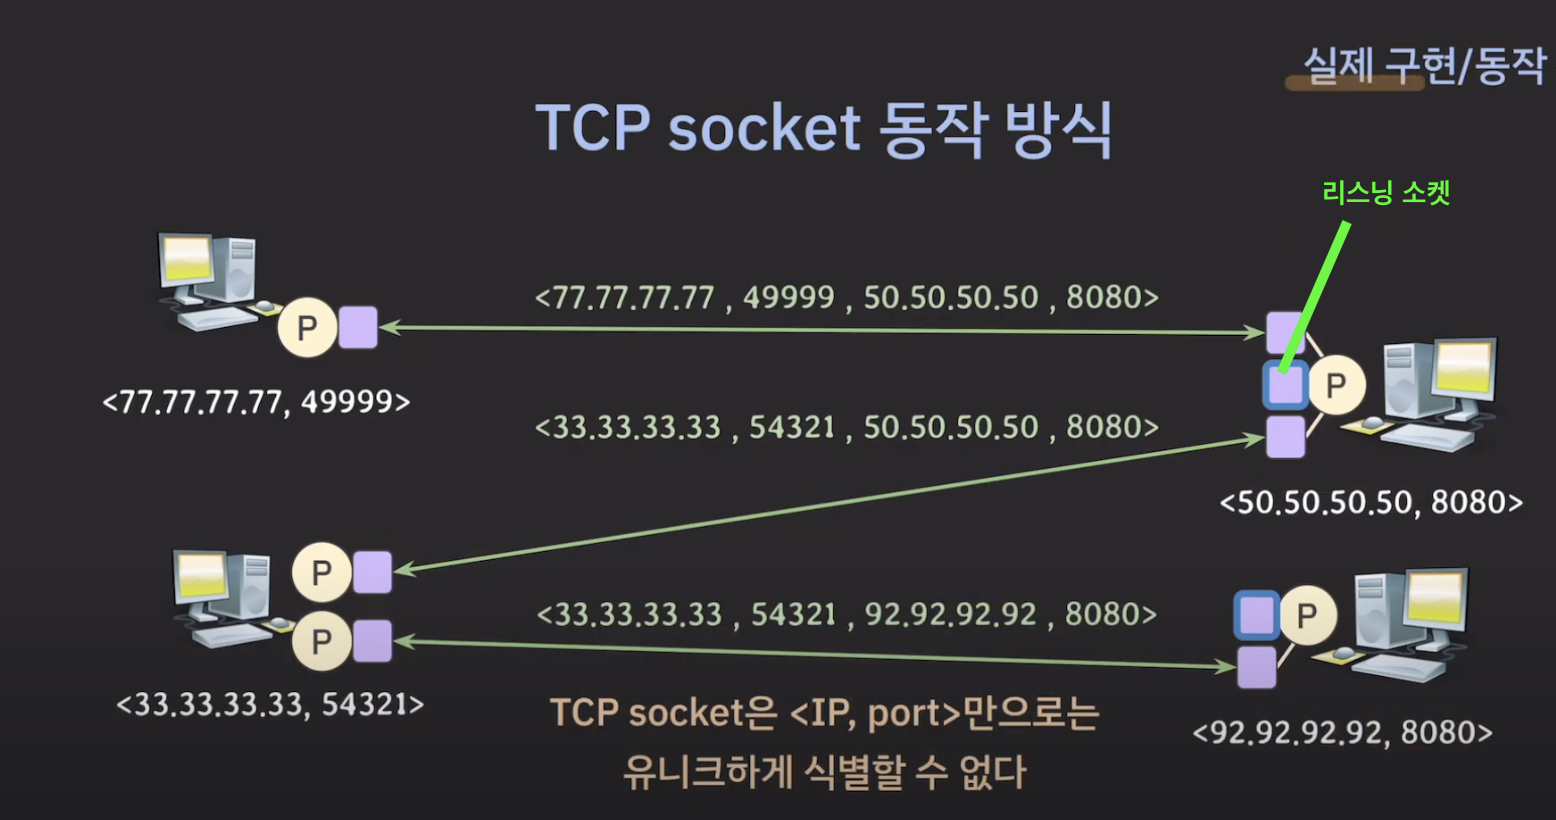 실제 구현/동작
TCP socket 동작 방식
리스닝 소켓
<77.77.77.77 , 49999 , 50.50.50.50 , 8080>
P
P
<77.77.77.77, 49999>
<33.33.33.33 , 54321 , 50.50.50.50 , 8080>
<50.50.50.50, 8080>
P
<33.33.33.33 , 54321 , 92.92.92.92 , 8080>
P
P
<33.33.33.33, 54321>
TCP socket은 <IP, port>만으로는
유니크하게 식별할 수 없다
<92.92.92.92, 8080>